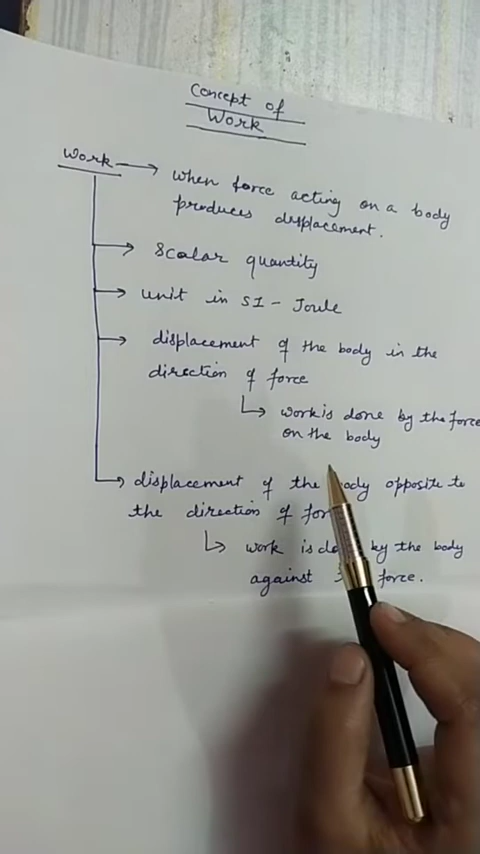 Concept of
Work
Work → when force acting on a body
produces displacement.
→ Scalar quantity
→ unit in SI - Joule
→ displacement of the body in the
direction of force
↳ work is done by the force
on the body
→ displacement of the body opposite to
the direction of
↳ work is by the body
against force.